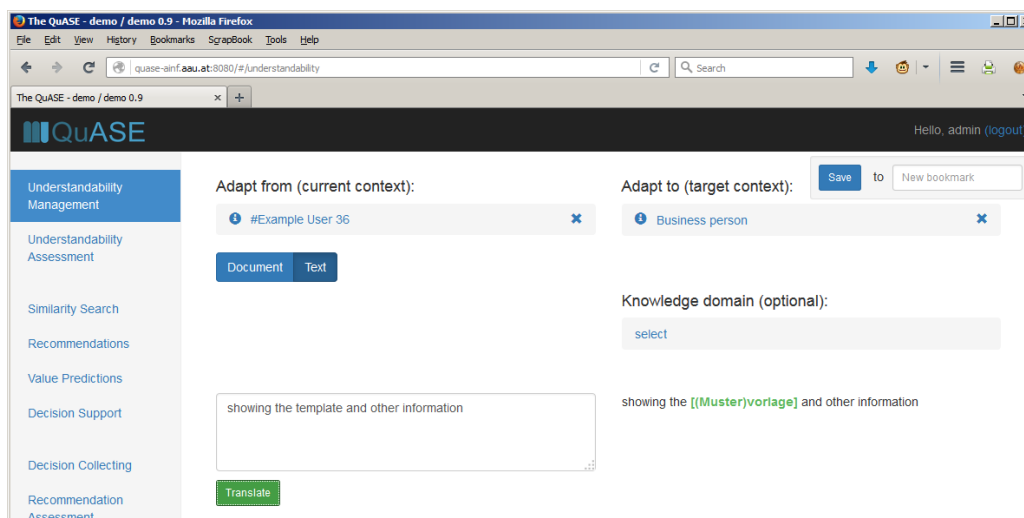 The QuASE - demo / demo 0.9 - Mozilla Firefox
File Edit View History Bookmarks ScrapBook Tools Help
quase-ainf.aau.at:8080/#/understandability
Search
The QuASE - demo / demo 0.9
QuASE
Hello, admin (logout)
Understandability
Management
Understandability
Assessment
Similarity Search
Recommendations
Value Predictions
Decision Support
Decision Collecting
Recommendation
Assessment
Adapt from (current context):
#Example User 36
Document Text
showing the template and other information
Translate
Save to New bookmark
Adapt to (target context):
Business person
Knowledge domain (optional):
select
showing the [(Muster)vorlage] and other information